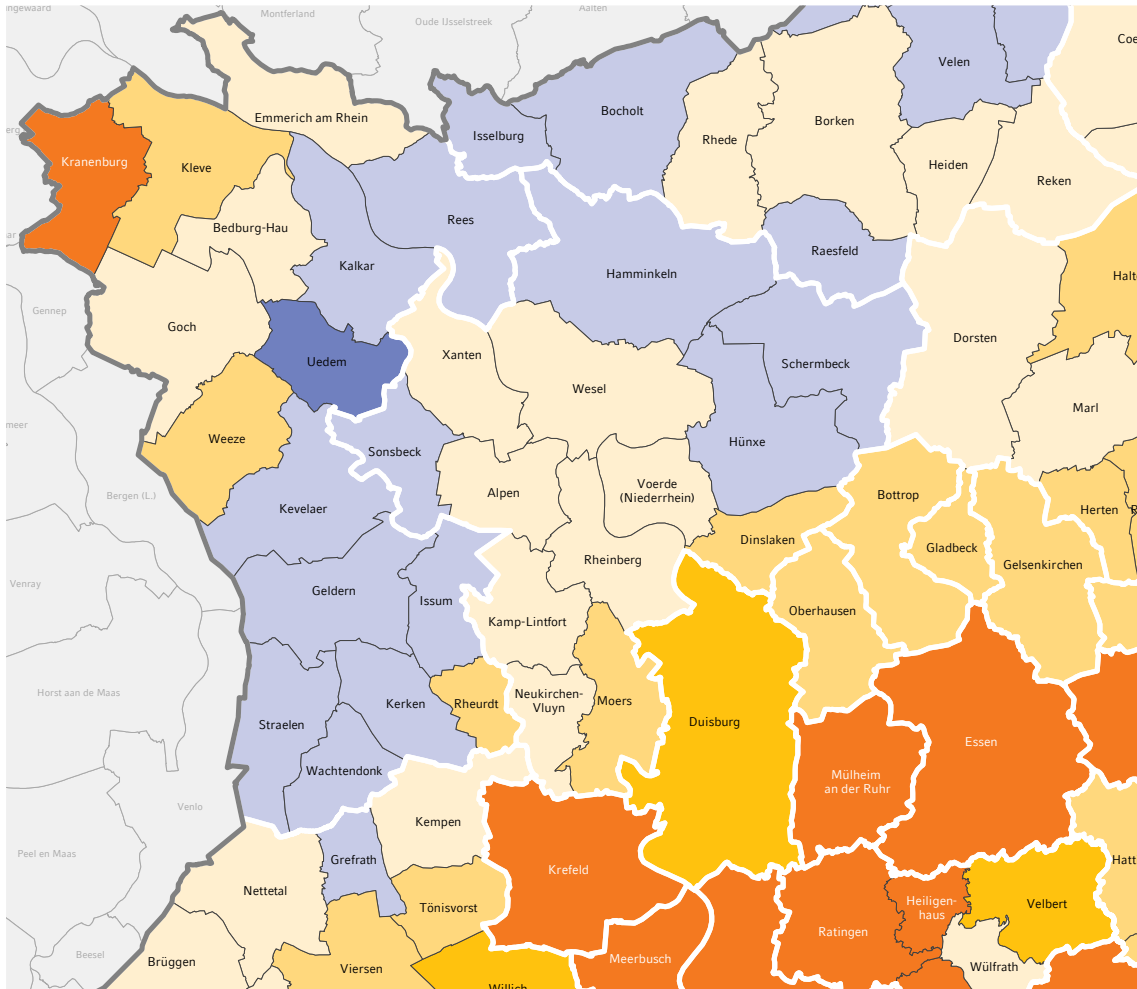 Montferland
Oude IJsselstreek
Aalten
Coe
Velen
Bocholt
Emmerich am Rhein
Isselburg
Borken
Rhede
Kranenburg
Kleve
Heiden
Reken
Bedburg-Hau
Rees
Raesfeld
Kalkar
Hamminkeln
Halt
Gennep
Goch
Dorsten
Xanten
Uedem
Schermbeck
Wesel
Marl
Weeze
Hünxe
Sonsbeck
Voerde
(Niederrhein)
Alpen
Bottrop
Bergen (L.)
Kevelaer
Herten
R
Dinslaken
Gladbeck
Rheinberg
Gelsenkirchen
Venray
Geldern
Issum
Oberhausen
Kamp-Lintfort
Horst aan de Maas
Neukirchen-
Vluyn
Moers
Kerken
Rheurdt
Straelen
Duisburg
Essen
Wachtendonk
Mülheim
an der Ruhr
Venlo
Kempen
Peel en Maas
Grefrath
Hatt
Krefeld
Nettetal
Heiligen-
haus
Velbert
Tönisvorst
Ratingen
Beesel
Brüggen
Meerbusch
Viersen
Wülfrath
Willich